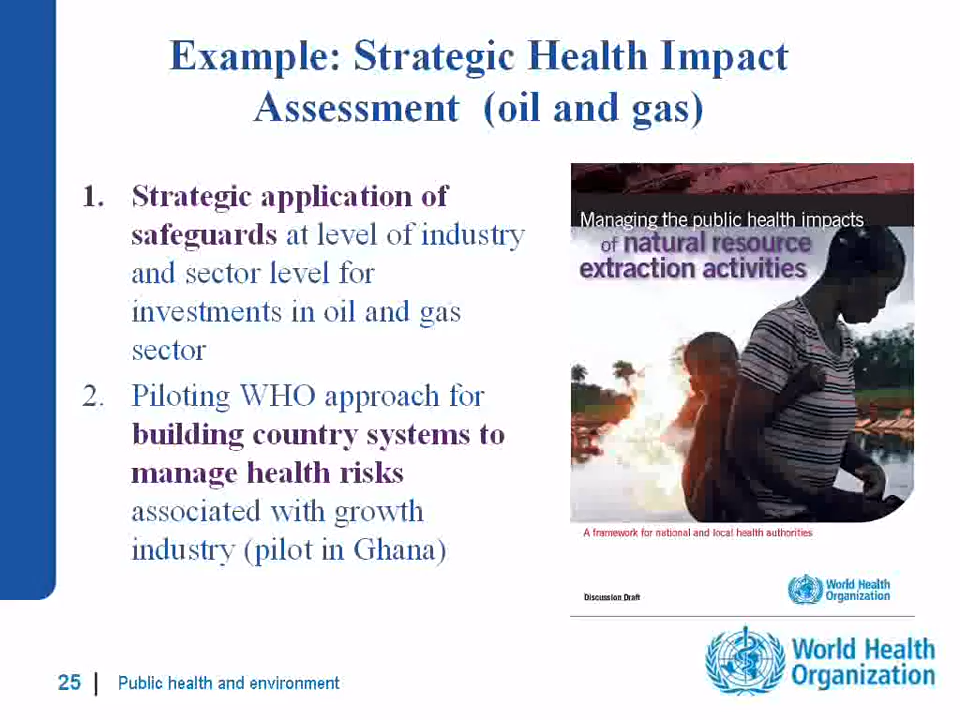 Example: Strategic Health Impact
Assessment (oil and gas)
1. Strategic application of
safeguards at level of industry
and sector level for
investments in oil and gas
sector
2. Piloting WHO approach for
building country systems to
manage health risks
associated with growth
industry (pilot in Ghana)
Managing the public health impacts
of natural resource
extraction activities
A framework for national and local health authorities
Discussion Draft
World Health
Organization
25 | Public health and environment
World Health
Organization